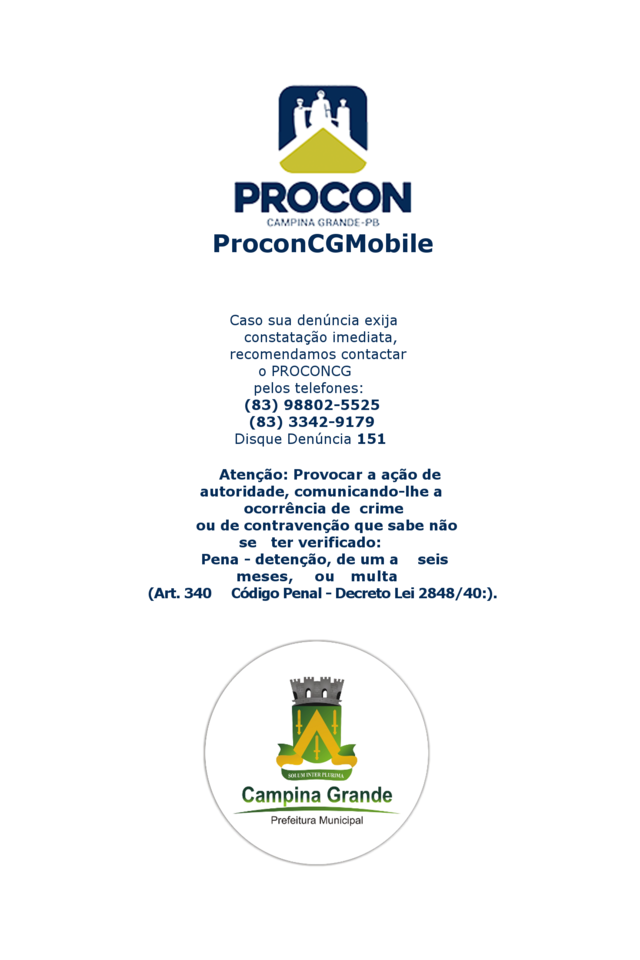 PROCON
CAMPINA GRANDE-PB
ProconCGMobile
Caso sua denúncia exija
constatação imediata,
recomendamos contactar
o PROCONCG
pelos telefones:
(83) 98802-5525
(83) 3342-9179
Disque Denúncia 151
Atenção: Provocar a ação de
autoridade, comunicando-lhe a
ocorrência de crime
ou de contravenção que sabe não
se ter verificado:
Pena - detenção, de um a seis
meses, ou multa
(Art. 340 Código Penal - Decreto Lei 2848/40:).
SOLUM INTER PLURIMA
Campina Grande
Prefeitura Municipal